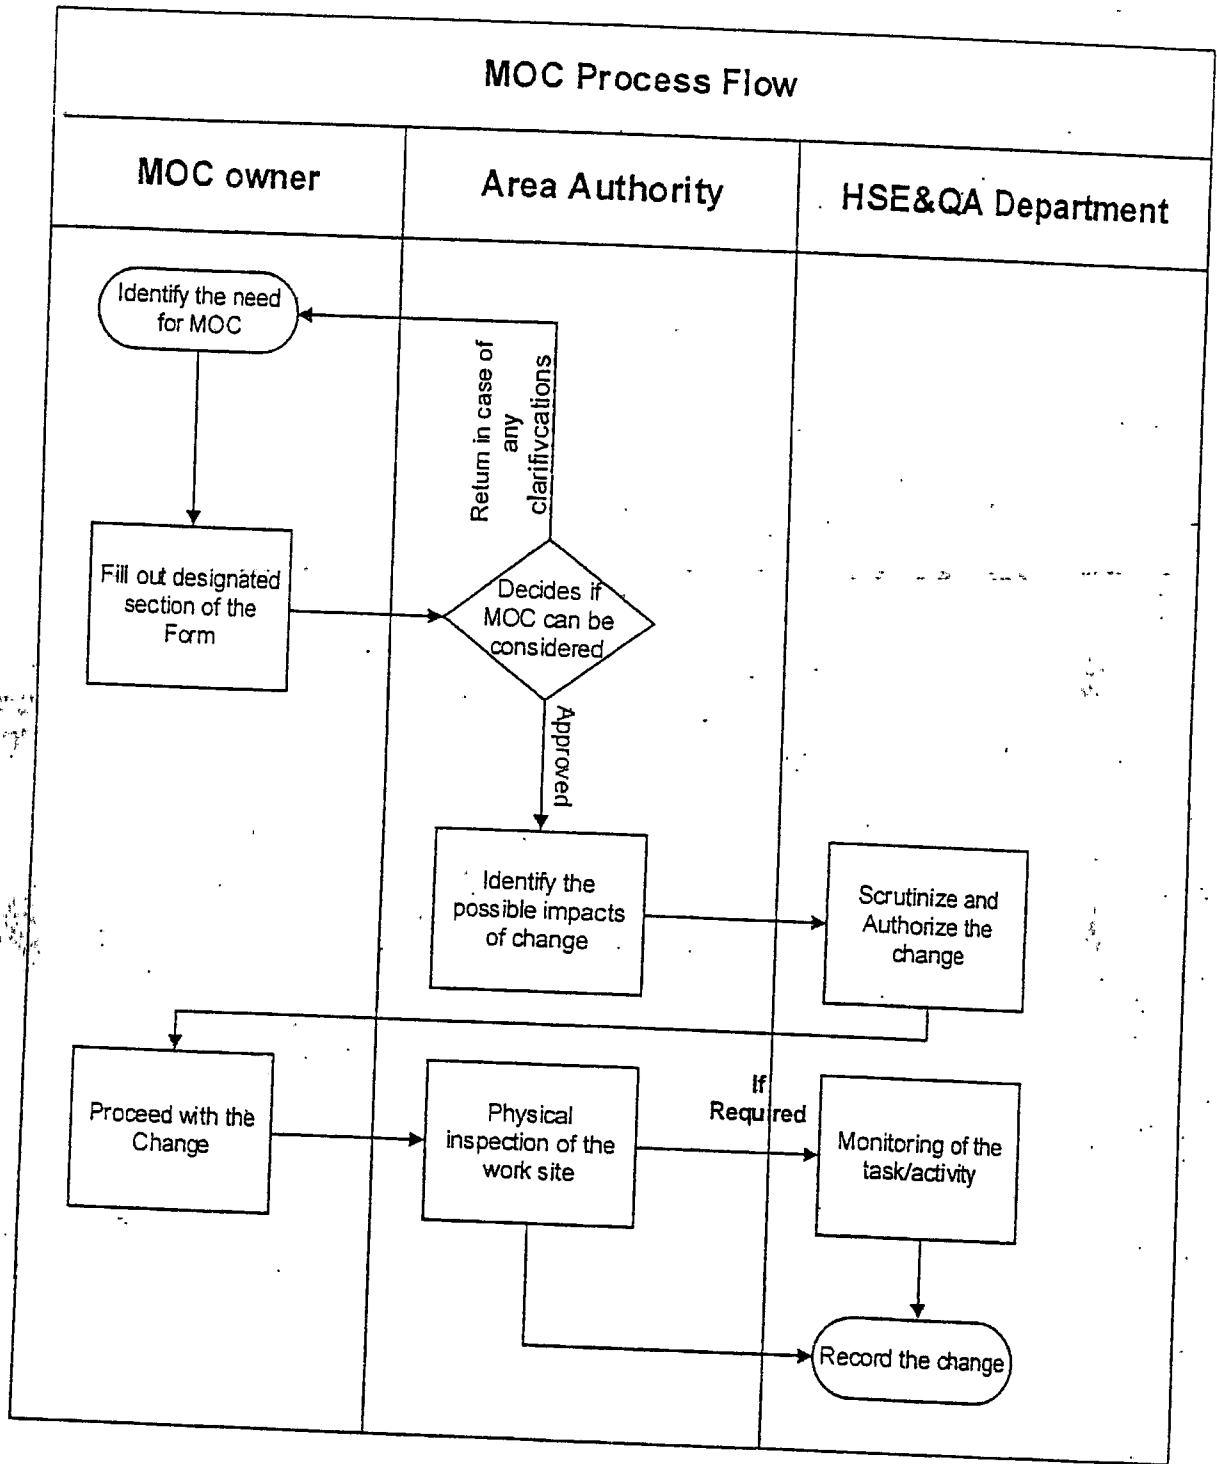 MOC Process Flow
MOC owner
Area Authority
HSE&QA Department
Identify the need
for MOC
Return in case of
any
clarifivcations
Fill out designated
section of the
Form
Decides if
MOC can be
considered
Approved
Identify the
possible impacts
of change
Scrutinize and
Authorize the
change
Proceed with the
Change
Physical
inspection of the
work site
If
Required
Monitoring of the
task/activity
Record the change